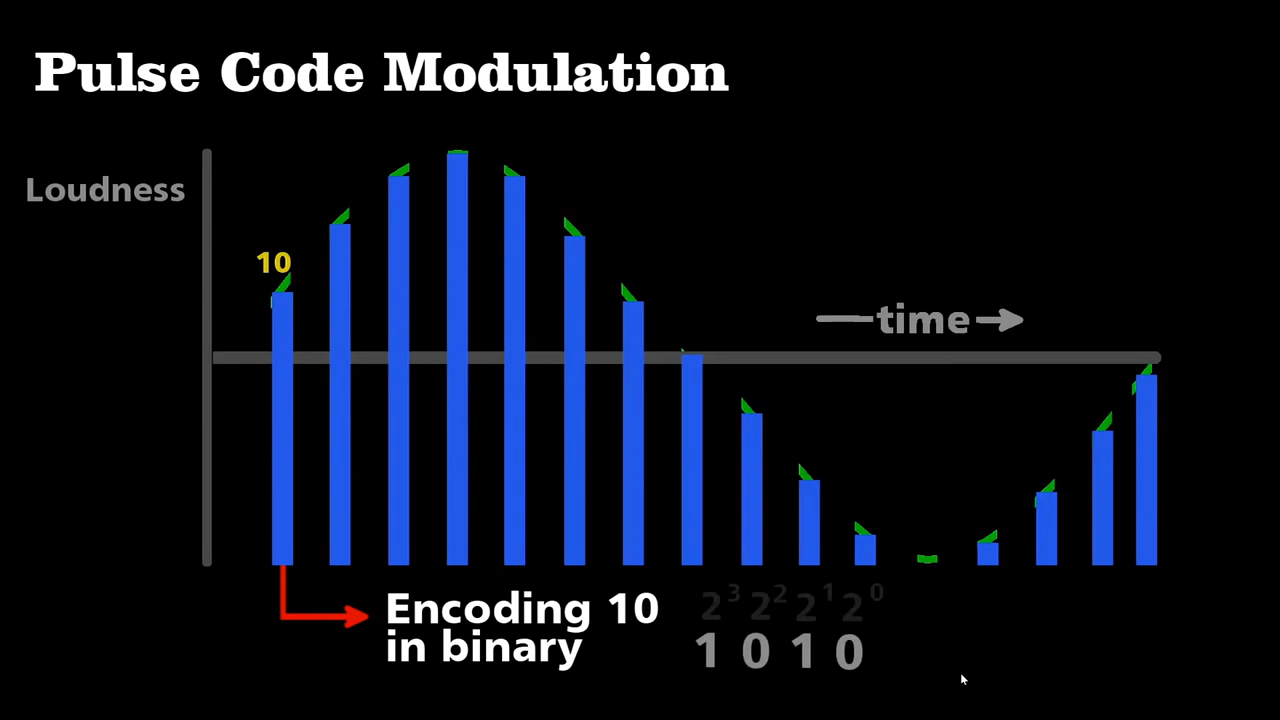 Pulse Code Modulation
Loudness
10
time
Encoding 10
in binary
2³ 2² 2¹ 2⁰
1 0 1 0